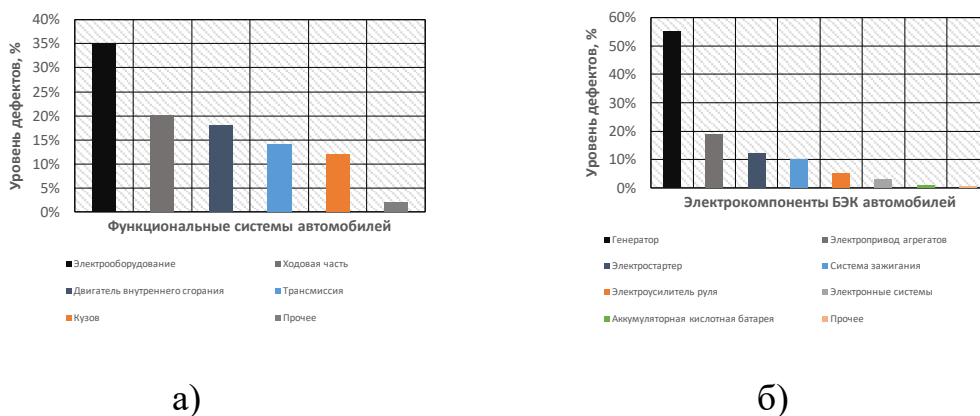 Уровень дефектов, %
40%
35%
30%
25%
20%
15%
10%
5%
0%
Функциональные системы автомобилей
Электрооборудование
Ходовая часть
Двигатель внутреннего сгорания
Трансмиссия
Кузов
Прочее
а)
Уровень дефектов, %
60%
50%
40%
30%
20%
10%
0%
Электрокомпоненты БЭК автомобилей
Генератор
Электропривод агрегатов
Электростартер
Система зажигания
Электроусилитель руля
Электронные системы
Аккумуляторная кислотная батарея
Прочее
б)